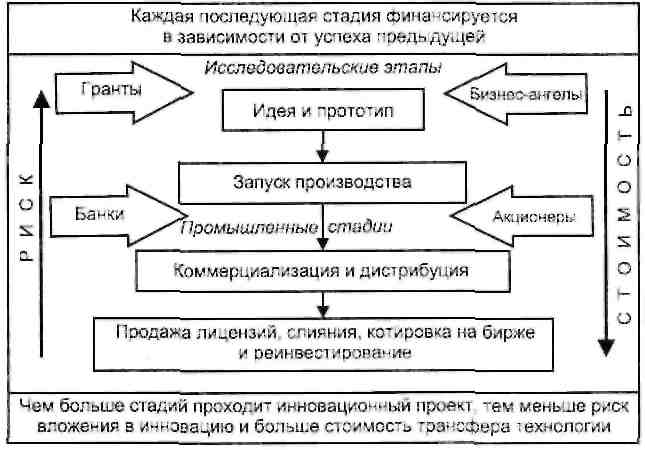 Каждая последующая стадия финансируется
в зависимости от успеха предыдущей
Исследовательские этапы
Гранты
Бизнес-ангелы
Идея и прототип
Запуск производства
Банки
Акционеры
Промышленные стадии
РИСК
СТОИМОСТЬ
Коммерциализация и дистрибуция
Продажа лицензий, слияния, котировка на бирже
и реинвестирование
Чем больше стадий проходит инновационный проект, тем меньше риск
вложения в инновацию и больше стоимость трансфера технологии